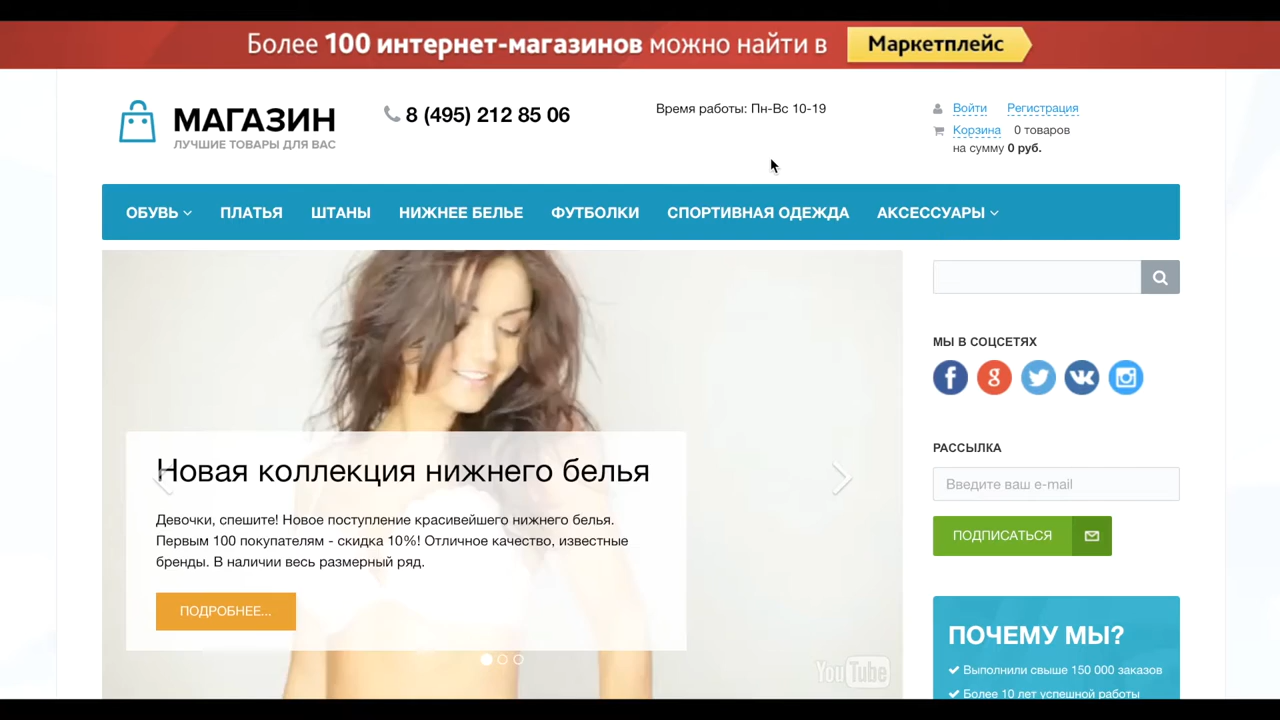 Более 100 интернет-магазинов можно найти в Маркетплейс
МАГАЗИН
ЛУЧШИЕ ТОВАРЫ ДЛЯ ВАС
8 (495) 212 85 06
Время работы: Пн-Вс 10-19
Войти Регистрация
Корзина 0 товаров
на сумму 0 руб.
ОБУВЬ ПЛАТЬЯ ШТАНЫ НИЖНЕЕ БЕЛЬЕ ФУТБОЛКИ СПОРТИВНАЯ ОДЕЖДА АКСЕССУАРЫ
Новая коллекция нижнего белья
Девочки, спешите! Новое поступление красивейшего нижнего белья.
Первым 100 покупателям - скидка 10%! Отличное качество, известные
бренды. В наличии весь размерный ряд.
ПОДРОБНЕЕ...
YouTube
МЫ В СОЦСЕТЯХ
РАССЫЛКА
Введите ваш e-mail
ПОДПИСАТЬСЯ
ПОЧЕМУ МЫ?
Выполнили свыше 150 000 заказов
Более 10 лет успешной работы